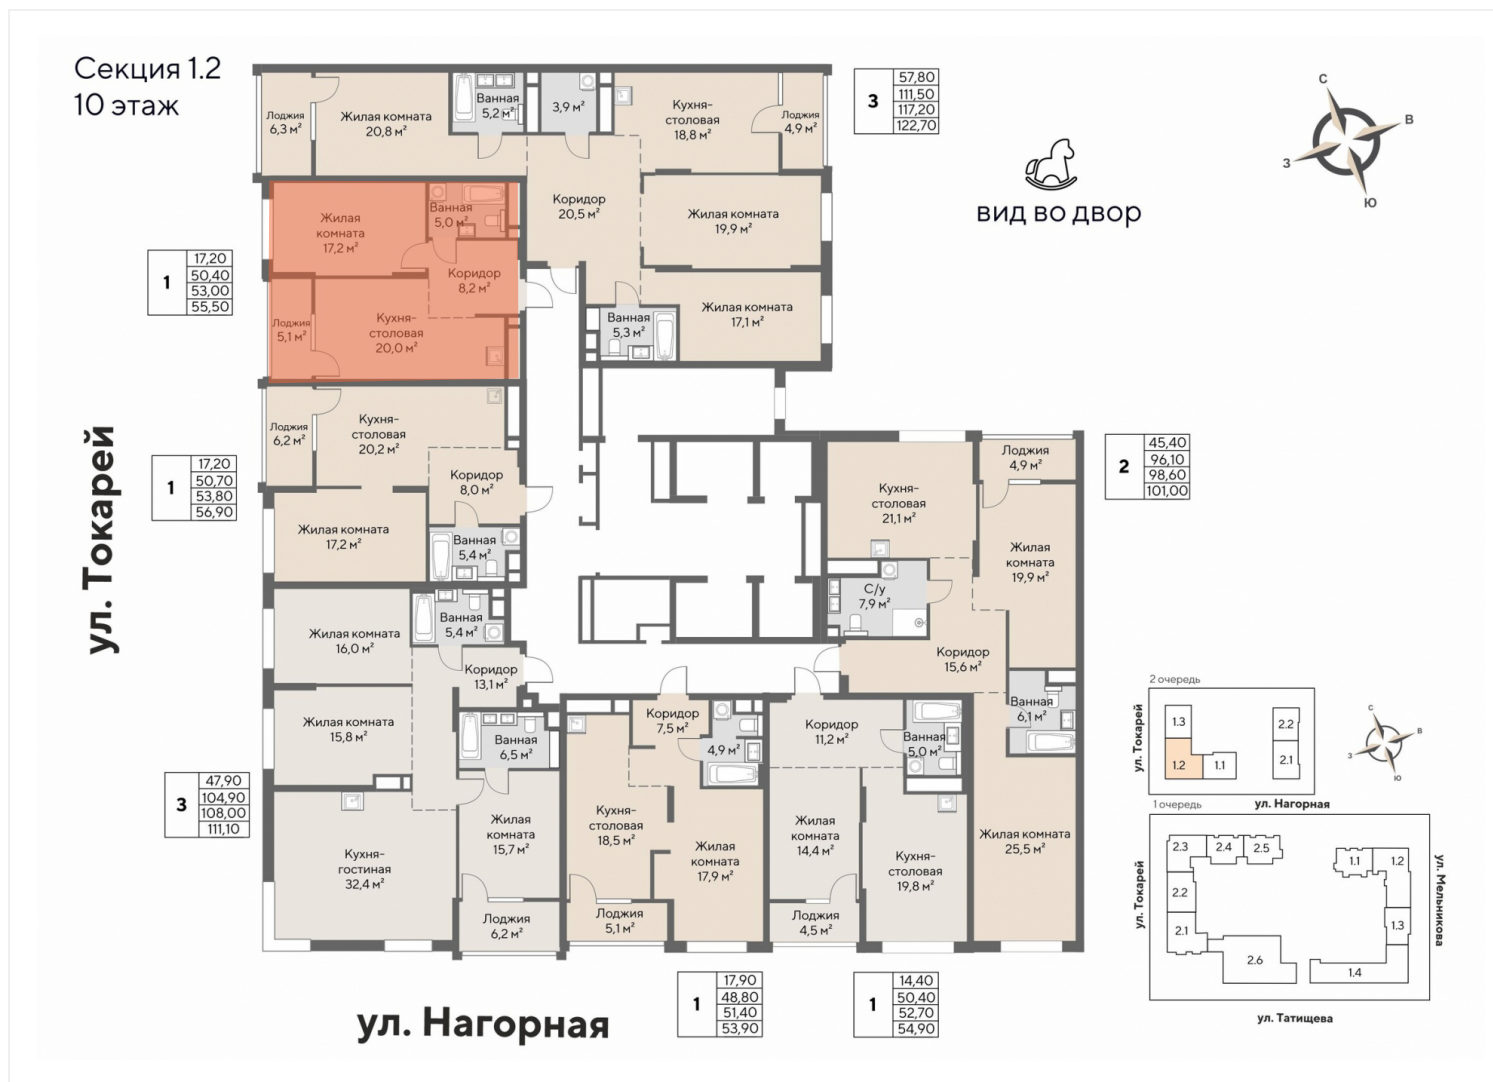 Секция 1.2
10 этаж
Лоджия
6,3 м²
Жилая комната
20,8 м²
Ванная
5,2 м²
3,9 м²
Кухня-
столовая
18,8 м²
Лоджия
4,9 м²
3
57,80
111,50
117,20
122,70
С
В
З
Ю
вид во двор
Жилая
комната
17,2 м²
Ванная
5,0 м²
Коридор
8,2 м²
Лоджия
5,1 м²
Кухня-
столовая
20,0 м²
Коридор
20,5 м²
Жилая комната
19,9 м²
Жилая комната
17,1 м²
Ванная
5,3 м²
1
17,20
50,40
53,00
55,50
Лоджия
6,2 м²
Кухня-
столовая
20,2 м²
Коридор
8,0 м²
Жилая комната
17,2 м²
Ванная
5,4 м²
1
17,20
50,70
53,80
56,90
ул. Токарей
Кухня-
столовая
21,1 м²
Лоджия
4,9 м²
Жилая
комната
19,9 м²
С/у
7,9 м²
Коридор
15,6 м²
Ванная
6,1 м²
Жилая комната
25,5 м²
2
45,40
96,10
98,60
101,00
Жилая комната
16,0 м²
Ванная
5,4 м²
Коридор
13,1 м²
Жилая комната
15,8 м²
Ванная
6,5 м²
Кухня-
гостиная
32,4 м²
Жилая
комната
15,7 м²
Лоджия
6,2 м²
3
47,90
104,90
108,00
111,10
Коридор
7,5 м²
4,9 м²
Кухня-
столовая
18,5 м²
Жилая
комната
17,9 м²
Лоджия
5,1 м²
Коридор
11,2 м²
Ванная
5,0 м²
Жилая
комната
14,4 м²
Кухня-
столовая
19,8 м²
Лоджия
4,5 м²
1
17,90
48,80
51,40
53,90
1
14,40
50,40
52,70
54,90
ул. Нагорная
2 очередь
ул. Токарей
1.3
1.2
1.1
2.2
2.1
ул. Нагорная
С
В
З
Ю
1 очередь
ул. Токарей
2.3
2.4
2.5
2.2
2.1
2.6
1.1
1.2
1.3
1.4
ул. Мельникова
ул. Татищева